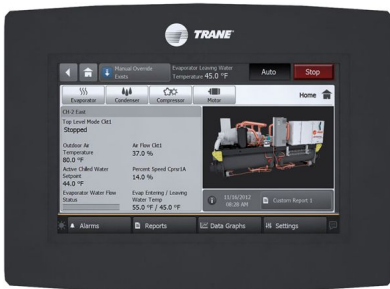 TRANE
Manual Override Exists
Evaporator Leaving Water Temperature 45.0 °F
Auto
Stop
Evaporator
Condenser
Compressor
Motor
Home
CH-2 East
Top Level Mode Ckt1
Stopped
Outdoor Air Temperature
80.0 °F
Air Flow Ckt1
37.0 %
Active Chilled Water Setpoint
44.0 °F
Percent Speed Cprsr1A
14.0 %
Evaporator Water Flow Status
Evap Entering / Leaving Water Temp
55.0 °F / 45.0 °F
11/16/2012
08:28 AM
Custom Report 1
Alarms
Reports
Data Graphs
Settings